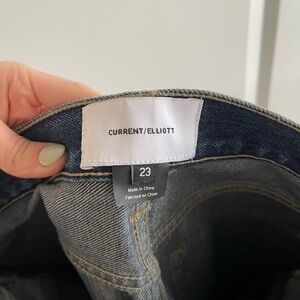 CURRENT/ELLIOTT
23
Made in China
Fabriqué en Chine